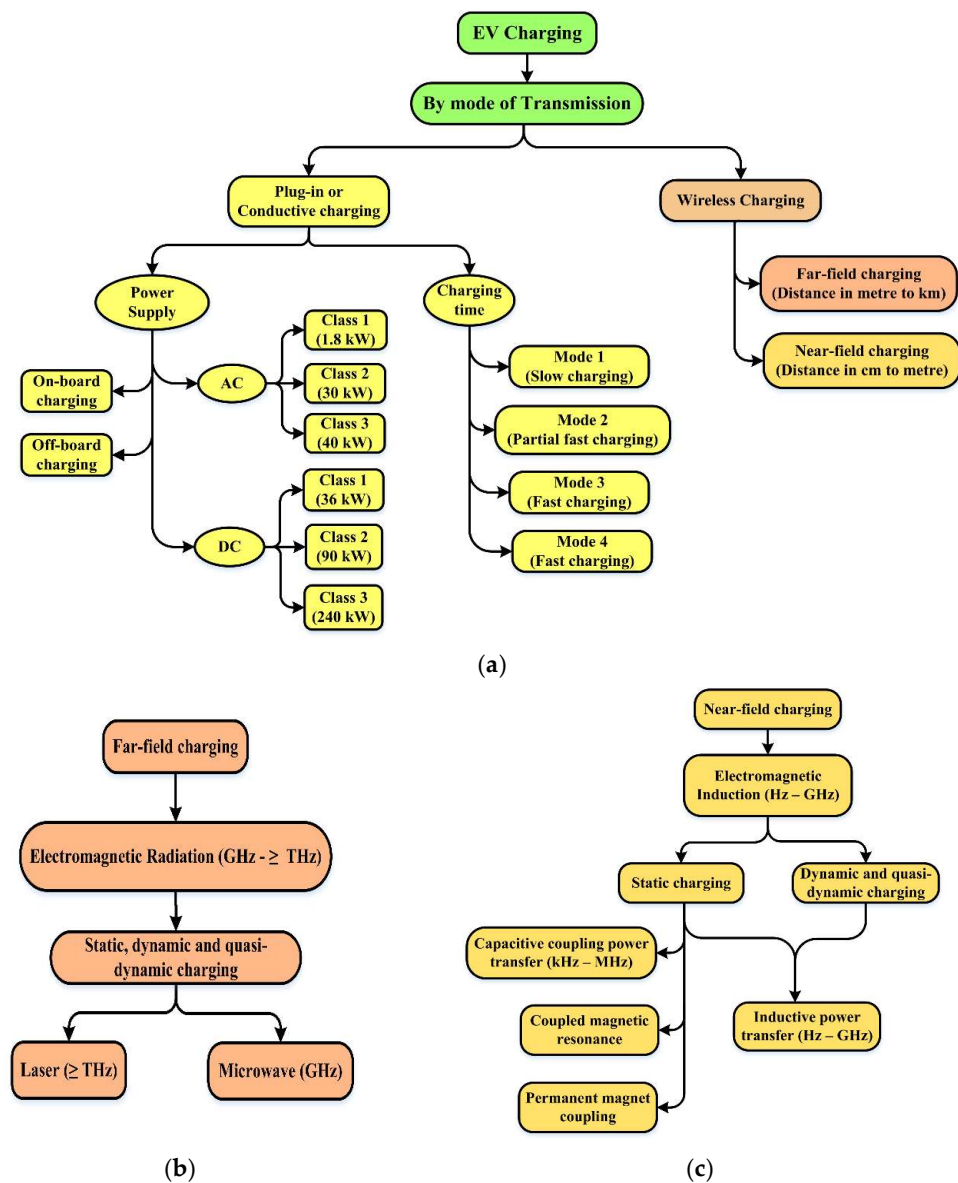 EV Charging
By mode of Transmission
Plug-in or
Conductive charging
Wireless Charging
Power
Supply
Charging
time
Far-field charging
(Distance in metre to km)
Near-field charging
(Distance in cm to metre)
On-board
charging
Off-board
charging
AC
Class 1
(1.8 kW)
Class 2
(30 kW)
Class 3
(40 kW)
DC
Class 1
(36 kW)
Class 2
(90 kW)
Class 3
(240 kW)
Mode 1
(Slow charging)
Mode 2
(Partial fast charging)
Mode 3
(Fast charging)
Mode 4
(Fast charging)
(a)
Far-field charging
Electromagnetic Radiation (GHz - ≥ THz)
Static, dynamic and quasi-
dynamic charging
Laser (≥ THz)
Microwave (GHz)
(b)
Near-field charging
Electromagnetic
Induction (Hz – GHz)
Static charging
Dynamic and quasi-
dynamic charging
Capacitive coupling power
transfer (kHz – MHz)
Coupled magnetic
resonance
Inductive power
transfer (Hz – GHz)
Permanent magnet
coupling
(c)